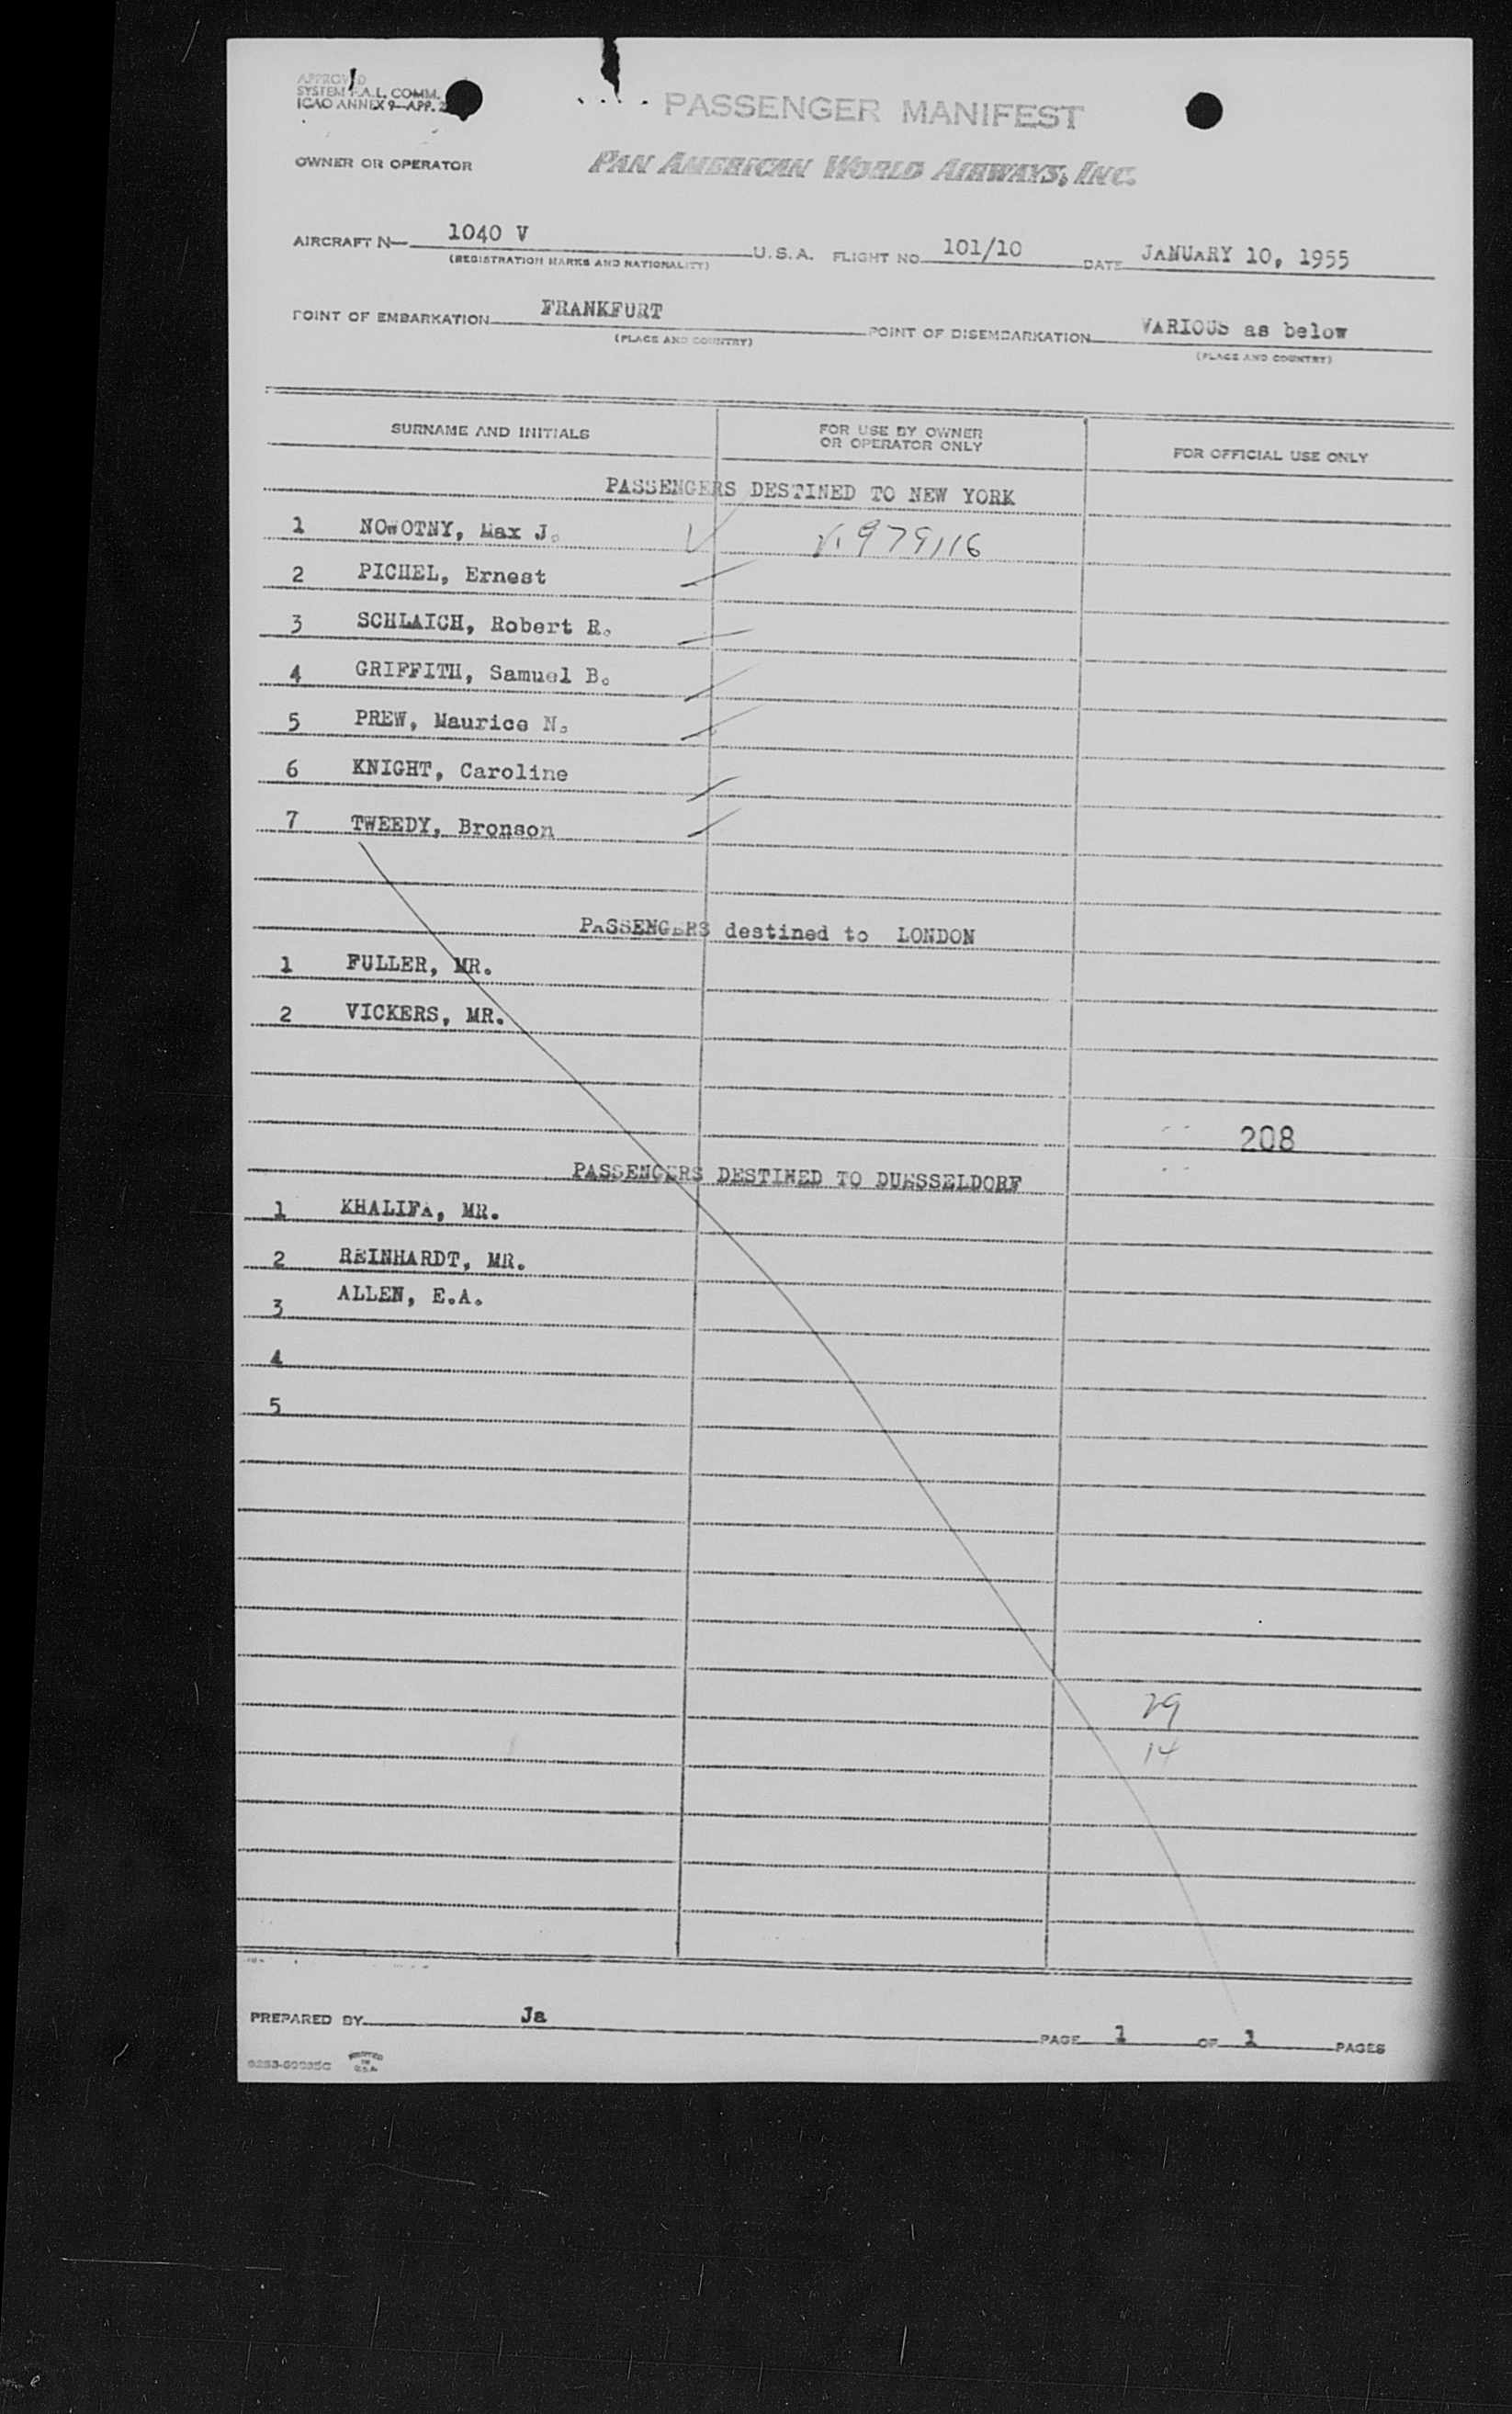 APPROVED
SYSTEM F.A.L. COMM.
ICAO ANNEX 9-APP. 2
PASSENGER MANIFEST
OWNER OR OPERATOR PAN AMERICAN WORLD AIRWAYS, INC.
AIRCRAFT N- 1040 V U.S.A. FLIGHT NO. 101/10 DATE JANUARY 10, 1955
(REGISTRATION MARKS AND NATIONALITY)
POINT OF EMBARKATION FRANKFURT POINT OF DISEMBARKATION VARIOUS as below
(PLACE AND COUNTRY) (PLACE AND COUNTRY)
SURNAME AND INITIALS FOR USE BY OWNER OR OPERATOR ONLY FOR OFFICIAL USE ONLY
PASSENGERS DESTINED TO NEW YORK
1 NOWOTNY, Max J. V. 979116
2 PICHEL, Ernest
3 SCHLAICH, Robert R.
4 GRIFFITH, Samuel B.
5 PREW, Maurice N.
6 KNIGHT, Caroline
7 TWEEDY, Bronson
PASSENGERS destined to LONDON
1 FULLER, MR.
2 VICKERS, MR.
208
PASSENGERS DESTINED TO DUESSELDORF
1 KHALIFA, MR.
2 REINHARDT, MR.
3 ALLEN, E.A.
4
5
29
14
PREPARED BY Ja PAGE 1 OF 1 PAGES
PRINTED IN U.S.A.